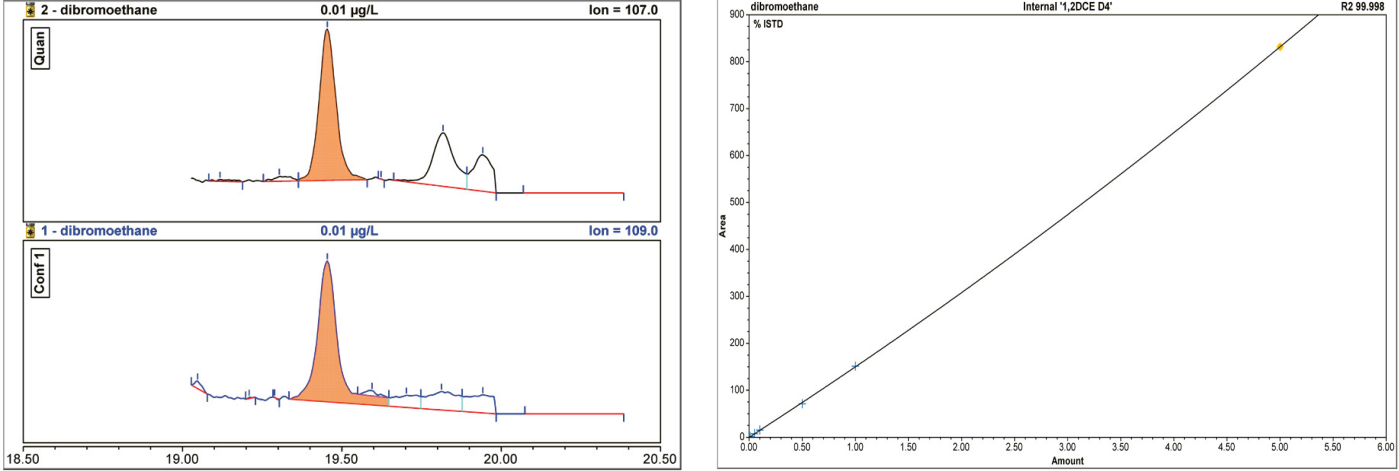 2 - dibromoethane 0.01 µg/L Ion = 107.0
Quan
1 - dibromoethane 0.01 µg/L Ion = 109.0
Conf 1
18.50 19.00 19.50 20.00 20.50
dibromoethane Internal '1,2DCE D4' R2 99.998
% ISTD
900
800
700
600
500
400
300
200
100
0
Area
0.00 0.50 1.00 1.50 2.00 2.50 3.00 3.50 4.00 4.50 5.00 5.50 6.00
Amount